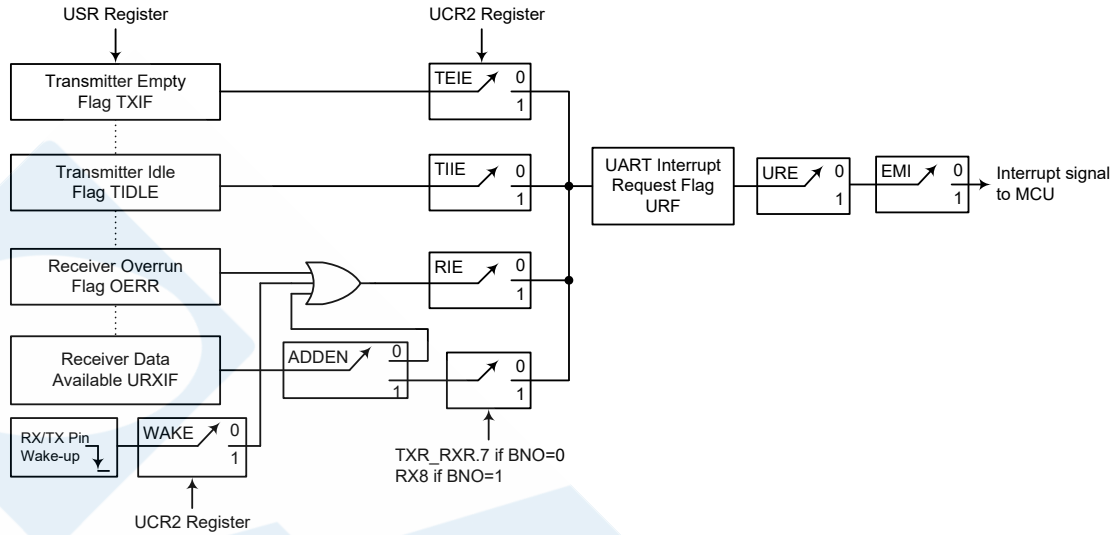 USR Register
UCR2 Register
Transmitter Empty
Flag TXIF
TEIE
0
1
Transmitter Idle
Flag TIDLE
TIIE
0
1
UART Interrupt
Request Flag
URF
URE
0
1
EMI
0
1
Interrupt signal
to MCU
Receiver Overrun
Flag OERR
RIE
0
1
Receiver Data
Available URXIF
ADDEN
0
1
0
1
RX/TX Pin
Wake-up
WAKE
0
1
TXR_RXR.7 if BNO=0
RX8 if BNO=1
UCR2 Register